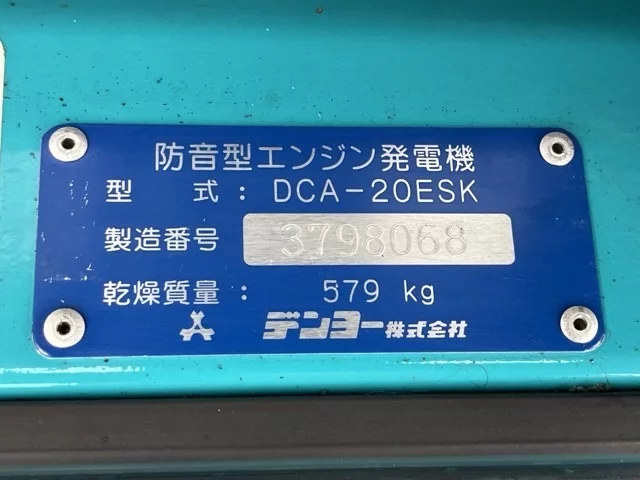 防音型エンジン発電機
型 式 : DCA-20ESK
製造番号 3798068
乾燥質量 : 579 kg
デンヨー株式会社